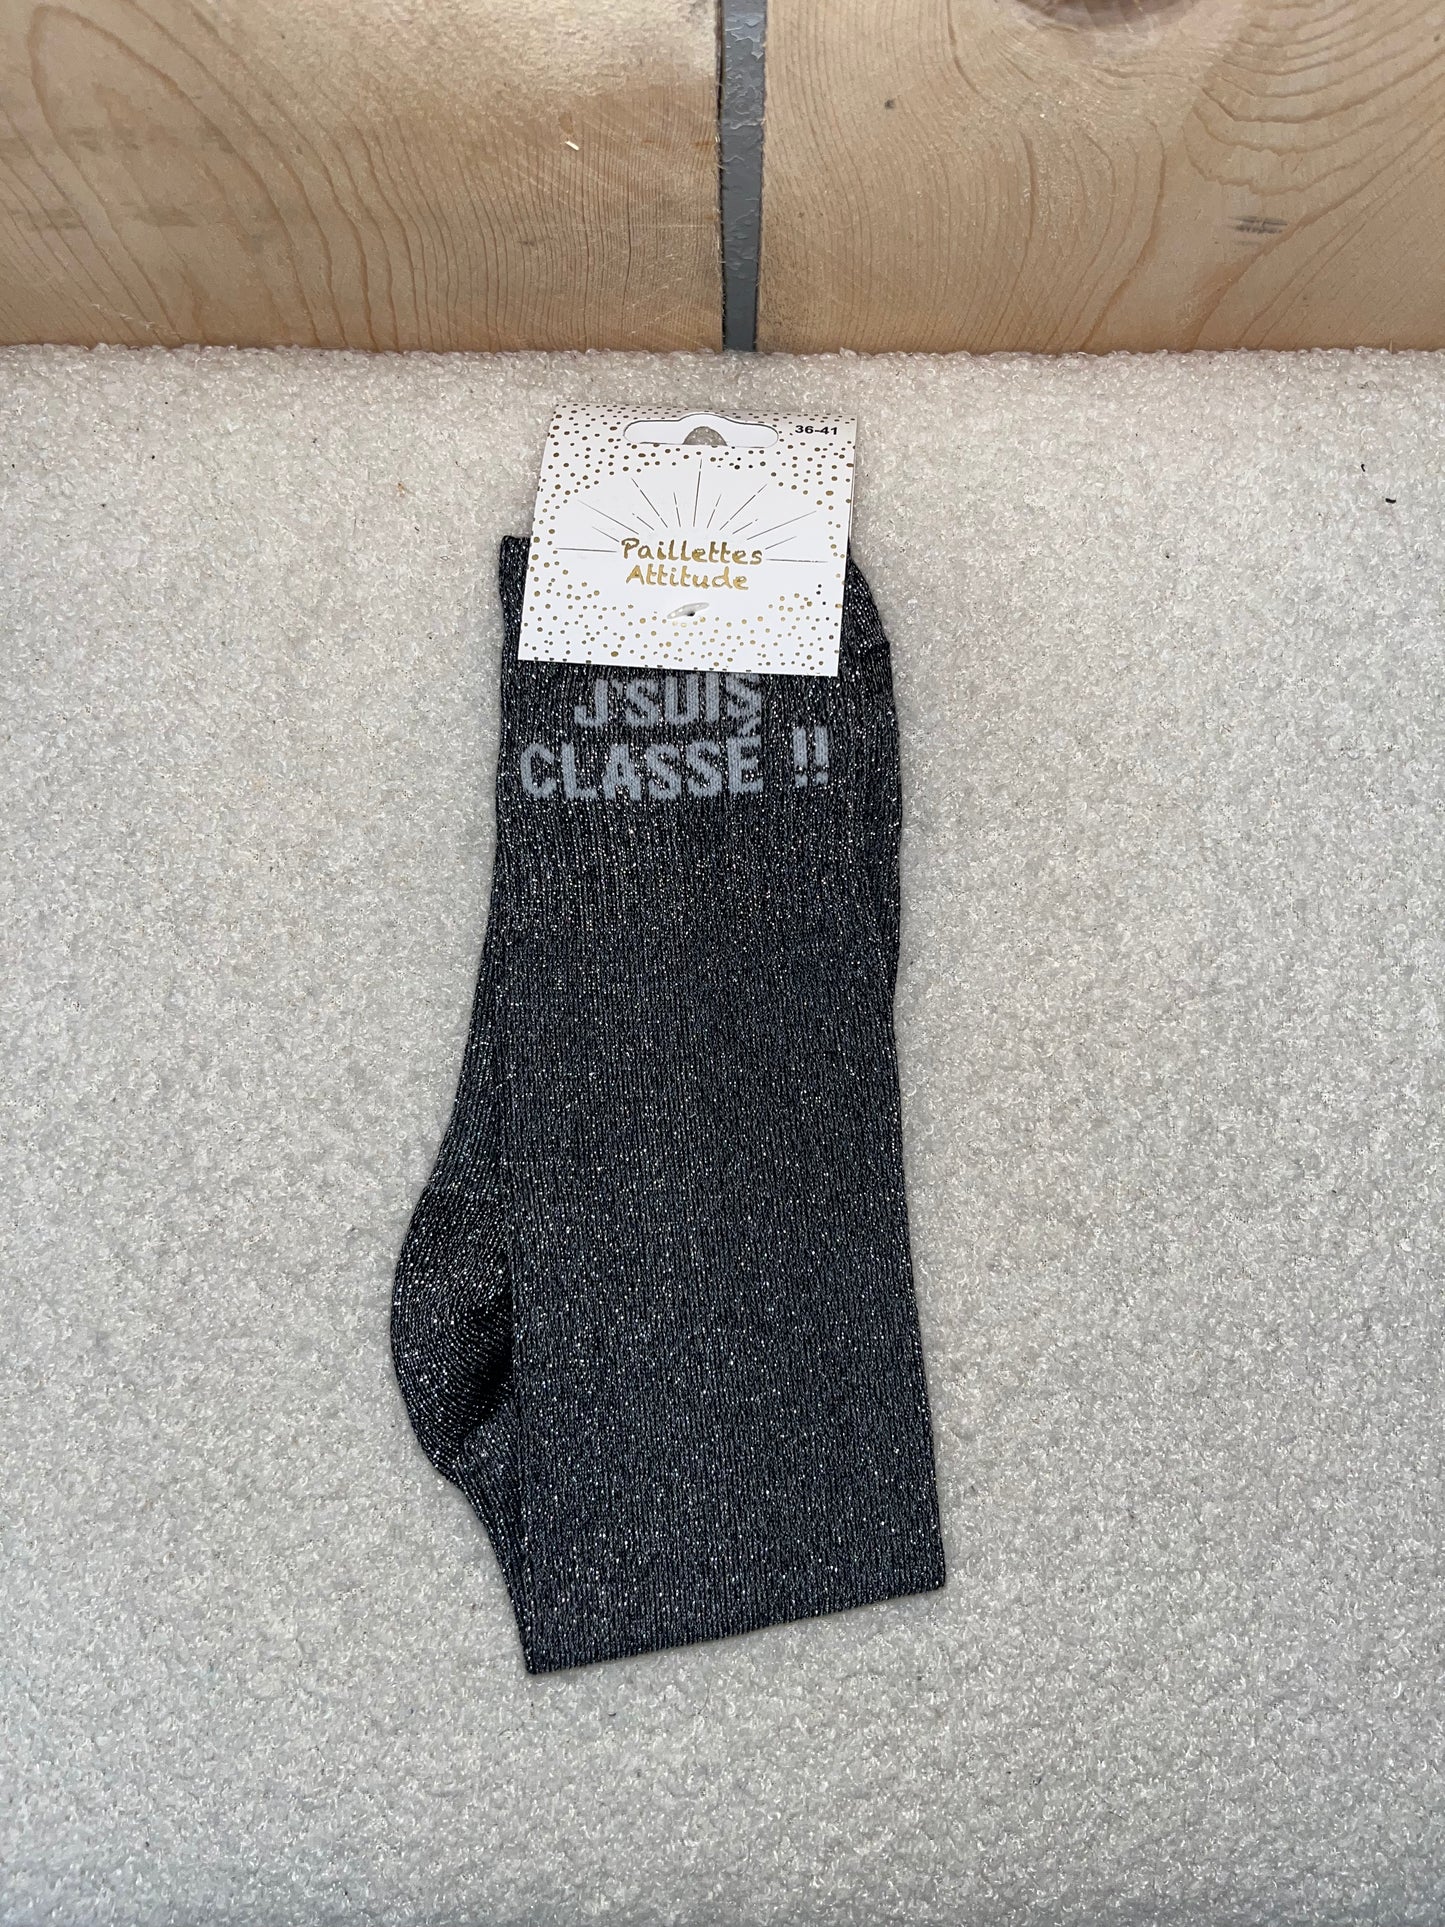 36-41
Paillettes
Attitude
J'SUIS
CLASSE !!